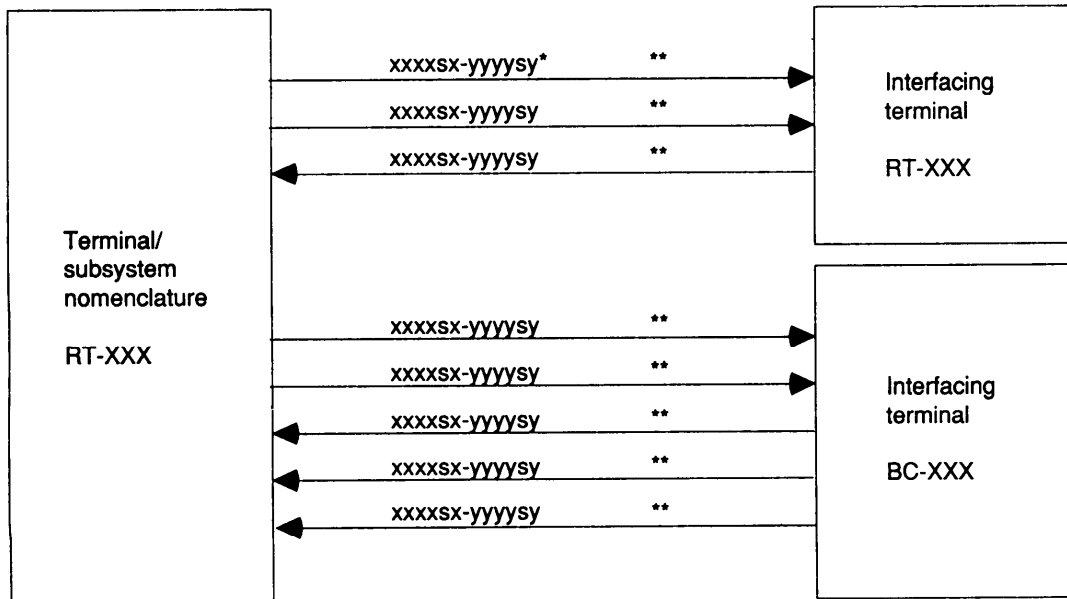 xxxxsx-yyyysy* **
xxxxsx-yyyysy **
xxxxsx-yyyysy **
Interfacing
terminal
RT-XXX
Terminal/
subsystem
nomenclature
RT-XXX
xxxxsx-yyyysy **
xxxxsx-yyyysy **
xxxxsx-yyyysy **
xxxxsx-yyyysy **
xxxxsx-yyyysy **
Interfacing
terminal
BC-XXX